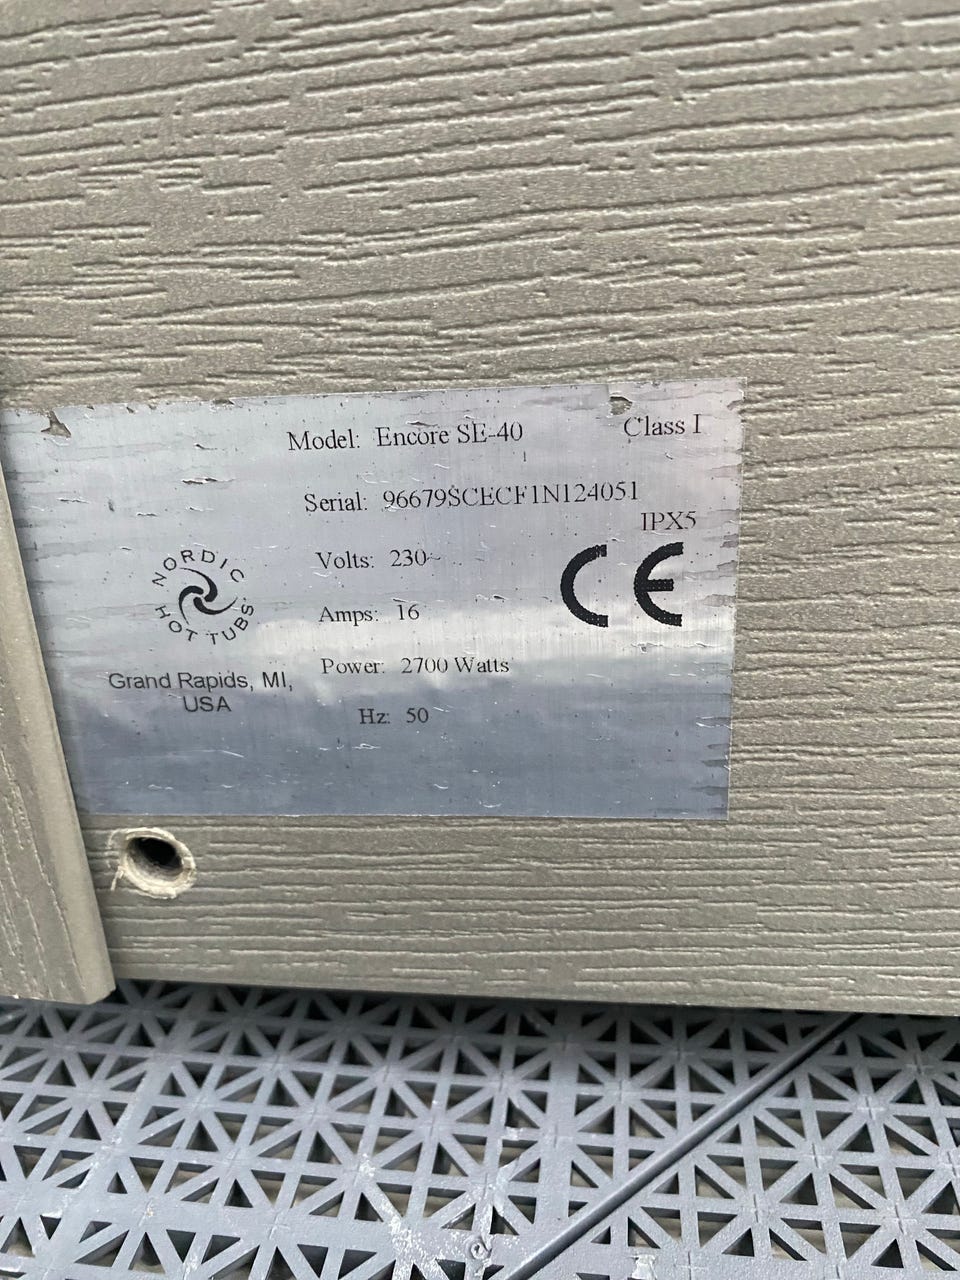 Model: Encore SE-40 Class I
Serial: 96679SCECF1N124051
IPX5
Volts: 230~
CE
NORDIC
HOT TUBS
Amps: 16
Power: 2700 Watts
Grand Rapids, MI,
USA
Hz: 50